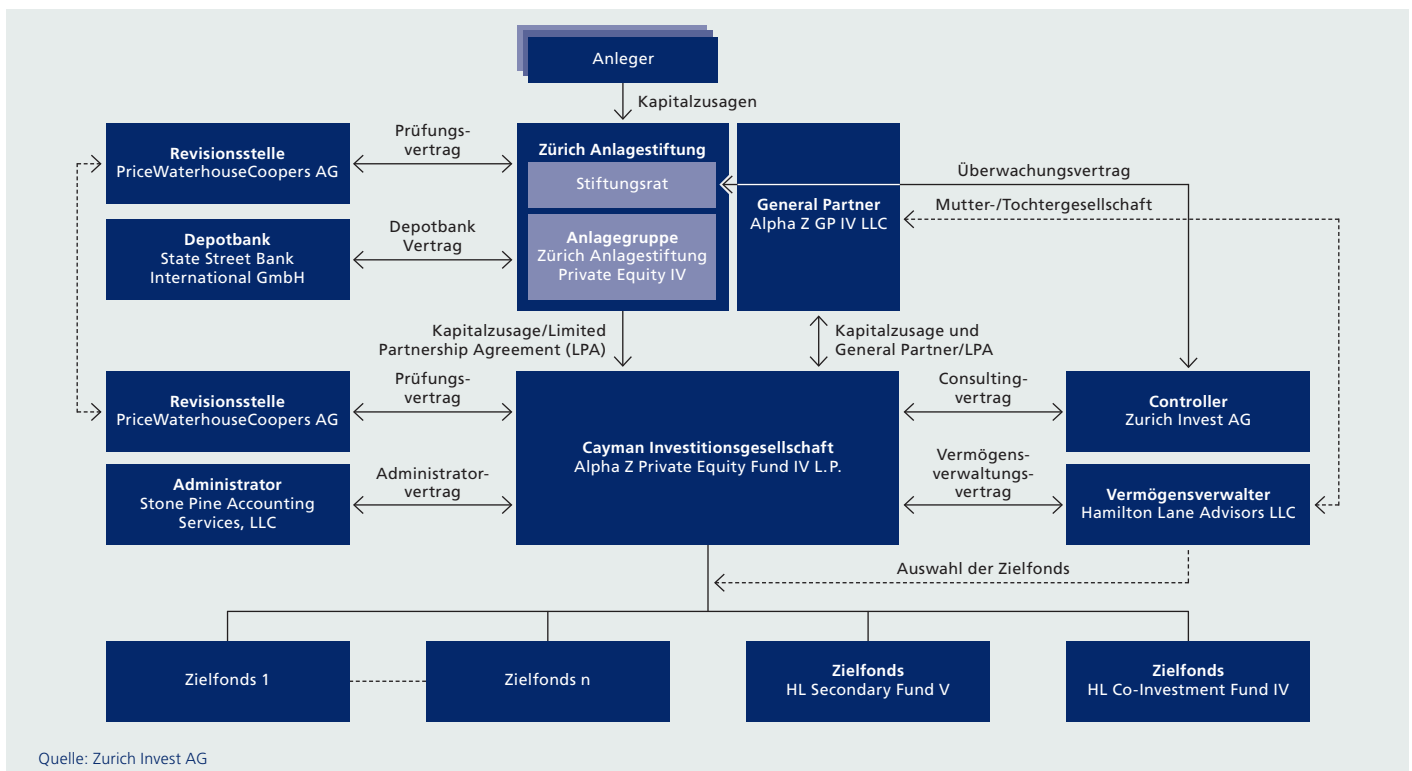 Anleger
Kapitalzusagen
Revisionsstelle
PriceWaterhouseCoopers AG
Prüfungs-
vertrag
Zürich Anlagestiftung
Stiftungsrat
Anlagegruppe
Zürich Anlagestiftung
Private Equity IV
General Partner
Alpha Z GP IV LLC
Überwachungsvertrag
Mutter-/Tochtergesellschaft
Depotbank
State Street Bank
International GmbH
Depotbank
Vertrag
Kapitalzusage/Limited
Partnership Agreement (LPA)
Kapitalzusage und
General Partner/LPA
Revisionsstelle
PriceWaterhouseCoopers AG
Prüfungs-
vertrag
Cayman Investitionsgesellschaft
Alpha Z Private Equity Fund IV L.P.
Consulting-
vertrag
Controller
Zurich Invest AG
Administrator
Stone Pine Accounting
Services, LLC
Administrator-
vertrag
Vermögens-
verwaltungs-
vertrag
Vermögensverwalter
Hamilton Lane Advisors LLC
Auswahl der Zielfonds
Zielfonds 1
Zielfonds n
Zielfonds
HL Secondary Fund V
Zielfonds
HL Co-Investment Fund IV
Quelle: Zurich Invest AG